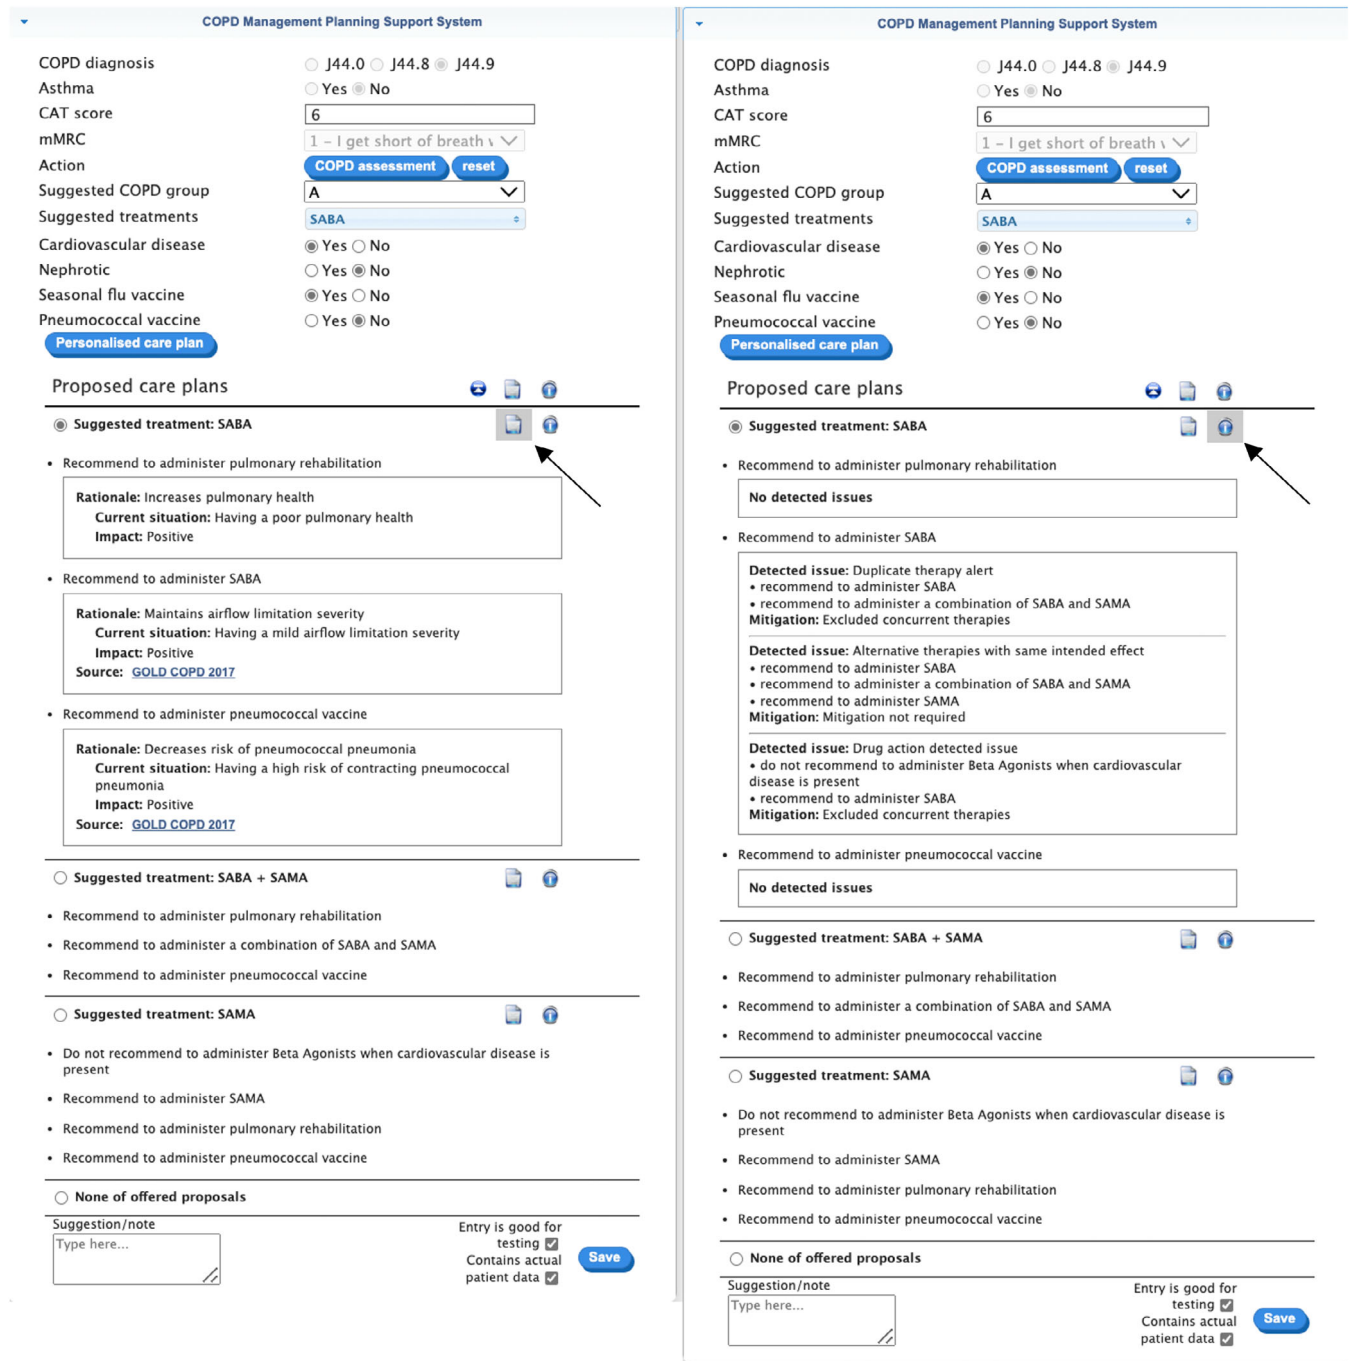 COPD Management Planning Support System
COPD diagnosis J44.0 J44.8 J44.9
Asthma Yes No
CAT score 6
mMRC 1 – I get short of breath
Action COPD assessment reset
Suggested COPD group A
Suggested treatments SABA
Cardiovascular disease Yes No
Nephrotic Yes No
Seasonal flu vaccine Yes No
Pneumococcal vaccine Yes No
Personalised care plan
Proposed care plans
Suggested treatment: SABA
• Recommend to administer pulmonary rehabilitation
Rationale: Increases pulmonary health
Current situation: Having a poor pulmonary health
Impact: Positive
• Recommend to administer SABA
Rationale: Maintains airflow limitation severity
Current situation: Having a mild airflow limitation severity
Impact: Positive
Source: GOLD COPD 2017
• Recommend to administer pneumococcal vaccine
Rationale: Decreases risk of pneumococcal pneumonia
Current situation: Having a high risk of contracting pneumococcal
pneumonia
Impact: Positive
Source: GOLD COPD 2017
Suggested treatment: SABA + SAMA
• Recommend to administer pulmonary rehabilitation
• Recommend to administer a combination of SABA and SAMA
• Recommend to administer pneumococcal vaccine
Suggested treatment: SAMA
• Do not recommend to administer Beta Agonists when cardiovascular disease is
present
• Recommend to administer SAMA
• Recommend to administer pulmonary rehabilitation
• Recommend to administer pneumococcal vaccine
None of offered proposals
Suggestion/note
Type here...
Entry is good for
testing
Contains actual
patient data
Save
COPD Management Planning Support System
COPD diagnosis J44.0 J44.8 J44.9
Asthma Yes No
CAT score 6
mMRC 1 – I get short of breath
Action COPD assessment reset
Suggested COPD group A
Suggested treatments SABA
Cardiovascular disease Yes No
Nephrotic Yes No
Seasonal flu vaccine Yes No
Pneumococcal vaccine Yes No
Personalised care plan
Proposed care plans
Suggested treatment: SABA
• Recommend to administer pulmonary rehabilitation
No detected issues
• Recommend to administer SABA
Detected issue: Duplicate therapy alert
• recommend to administer SABA
• recommend to administer a combination of SABA and SAMA
Mitigation: Excluded concurrent therapies
Detected issue: Alternative therapies with same intended effect
• recommend to administer SABA
• recommend to administer a combination of SABA and SAMA
• recommend to administer SAMA
Mitigation: Mitigation not required
Detected issue: Drug action detected issue
• do not recommend to administer Beta Agonists when cardiovascular
disease is present
• recommend to administer SABA
Mitigation: Excluded concurrent therapies
• Recommend to administer pneumococcal vaccine
No detected issues
Suggested treatment: SABA + SAMA
• Recommend to administer pulmonary rehabilitation
• Recommend to administer a combination of SABA and SAMA
• Recommend to administer pneumococcal vaccine
Suggested treatment: SAMA
• Do not recommend to administer Beta Agonists when cardiovascular disease is
present
• Recommend to administer SAMA
• Recommend to administer pulmonary rehabilitation
• Recommend to administer pneumococcal vaccine
None of offered proposals
Suggestion/note
Type here...
Entry is good for
testing
Contains actual
patient data
Save